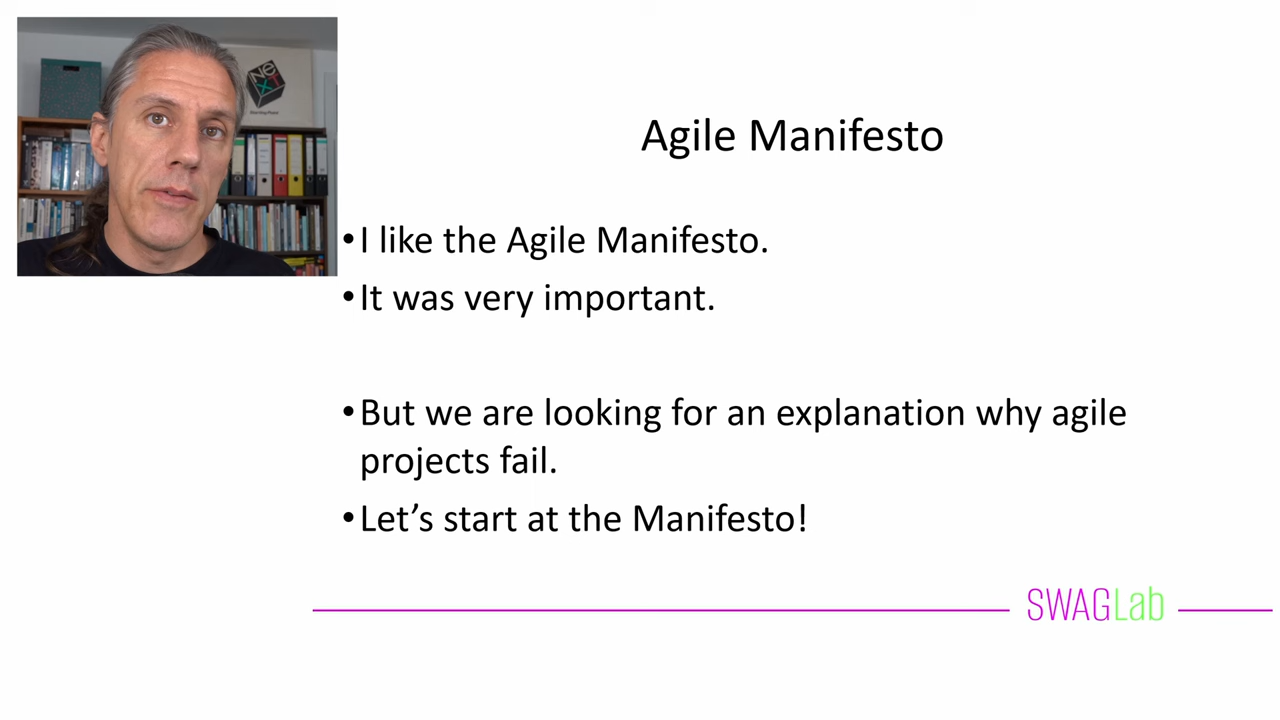 NeXT
Agile Manifesto
•I like the Agile Manifesto.
•It was very important.
•But we are looking for an explanation why agile
projects fail.
•Let's start at the Manifesto!
SWAGLab